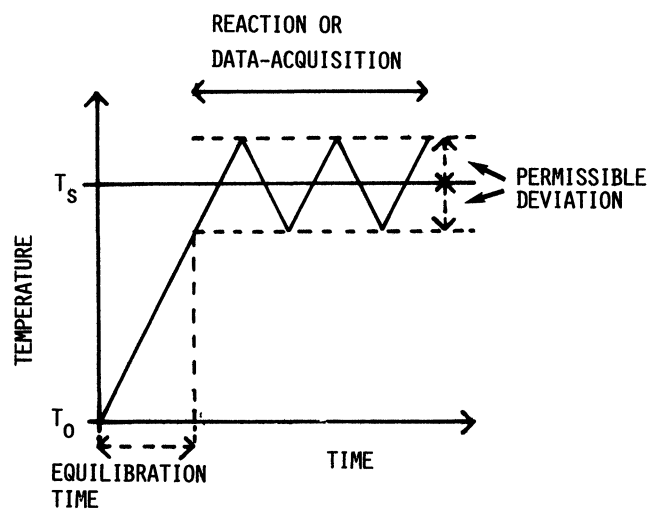 REACTION OR
DATA-ACQUISITION
Ts
PERMISSIBLE
DEVIATION
TEMPERATURE
To
EQUILIBRATION
TIME
TIME